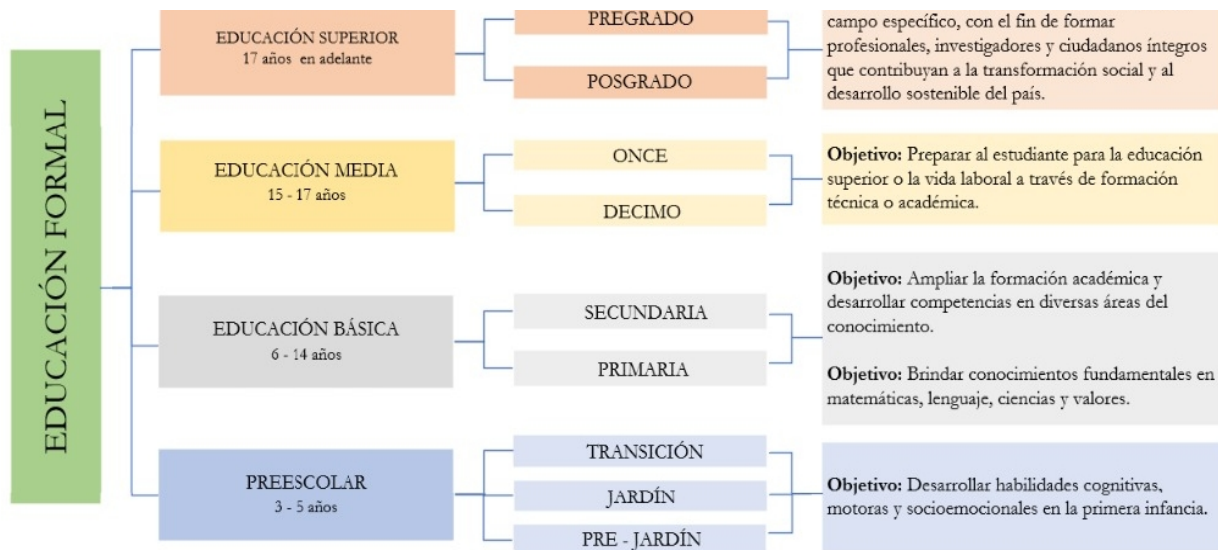 EDUCACIÓN FORMAL
EDUCACIÓN SUPERIOR
17 años en adelante
PREGRADO
POSGRADO
campo específico, con el fin de formar
profesionales, investigadores y ciudadanos íntegros
que contribuyan a la transformación social y al
desarrollo sostenible del país.
EDUCACIÓN MEDIA
15 - 17 años
ONCE
DECIMO
Objetivo: Preparar al estudiante para la educación
superior o la vida laboral a través de formación
técnica o académica.
EDUCACIÓN BÁSICA
6 - 14 años
SECUNDARIA
PRIMARIA
Objetivo: Ampliar la formación académica y
desarrollar competencias en diversas áreas del
conocimiento.
Objetivo: Brindar conocimientos fundamentales en
matemáticas, lenguaje, ciencias y valores.
PREESCOLAR
3 - 5 años
TRANSICIÓN
JARDÍN
PRE - JARDÍN
Objetivo: Desarrollar habilidades cognitivas,
motoras y socioemocionales en la primera infancia.